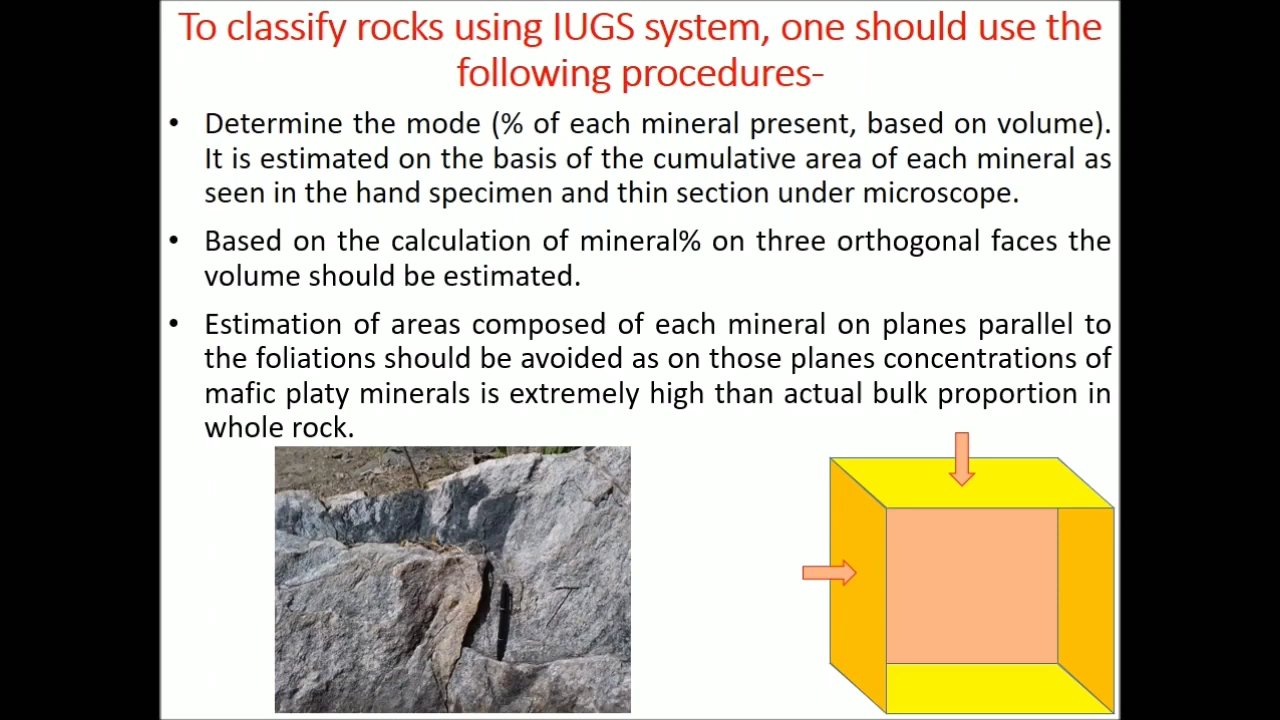 To classify rocks using IUGS system, one should use the
following procedures-
• Determine the mode (% of each mineral present, based on volume).
It is estimated on the basis of the cumulative area of each mineral as
seen in the hand specimen and thin section under microscope.
• Based on the calculation of mineral% on three orthogonal faces the
volume should be estimated.
• Estimation of areas composed of each mineral on planes parallel to
the foliations should be avoided as on those planes concentrations of
mafic platy minerals is extremely high than actual bulk proportion in
whole rock.